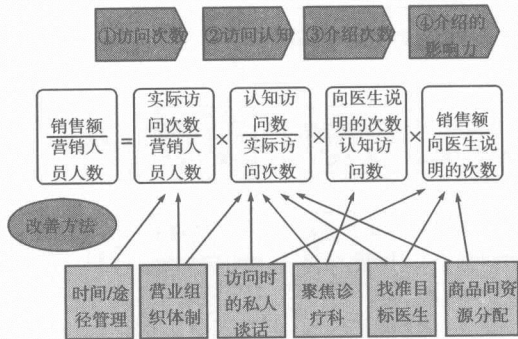 ①访问次数
②访问认知
③介绍次数
④介绍的
影响力
销售额
营销人
员人数
=
实际访
问次数
营销人
员人数
×
认知访
问数
实际访
问次数
×
向医生说
明的次数
认知访
问数
×
销售额
向医生说
明的次数
改善方法
时间/途
径管理
营业组
织体制
访问时
的私人
谈话
聚焦诊
疗科
找准目
标医生
商品间资
源分配